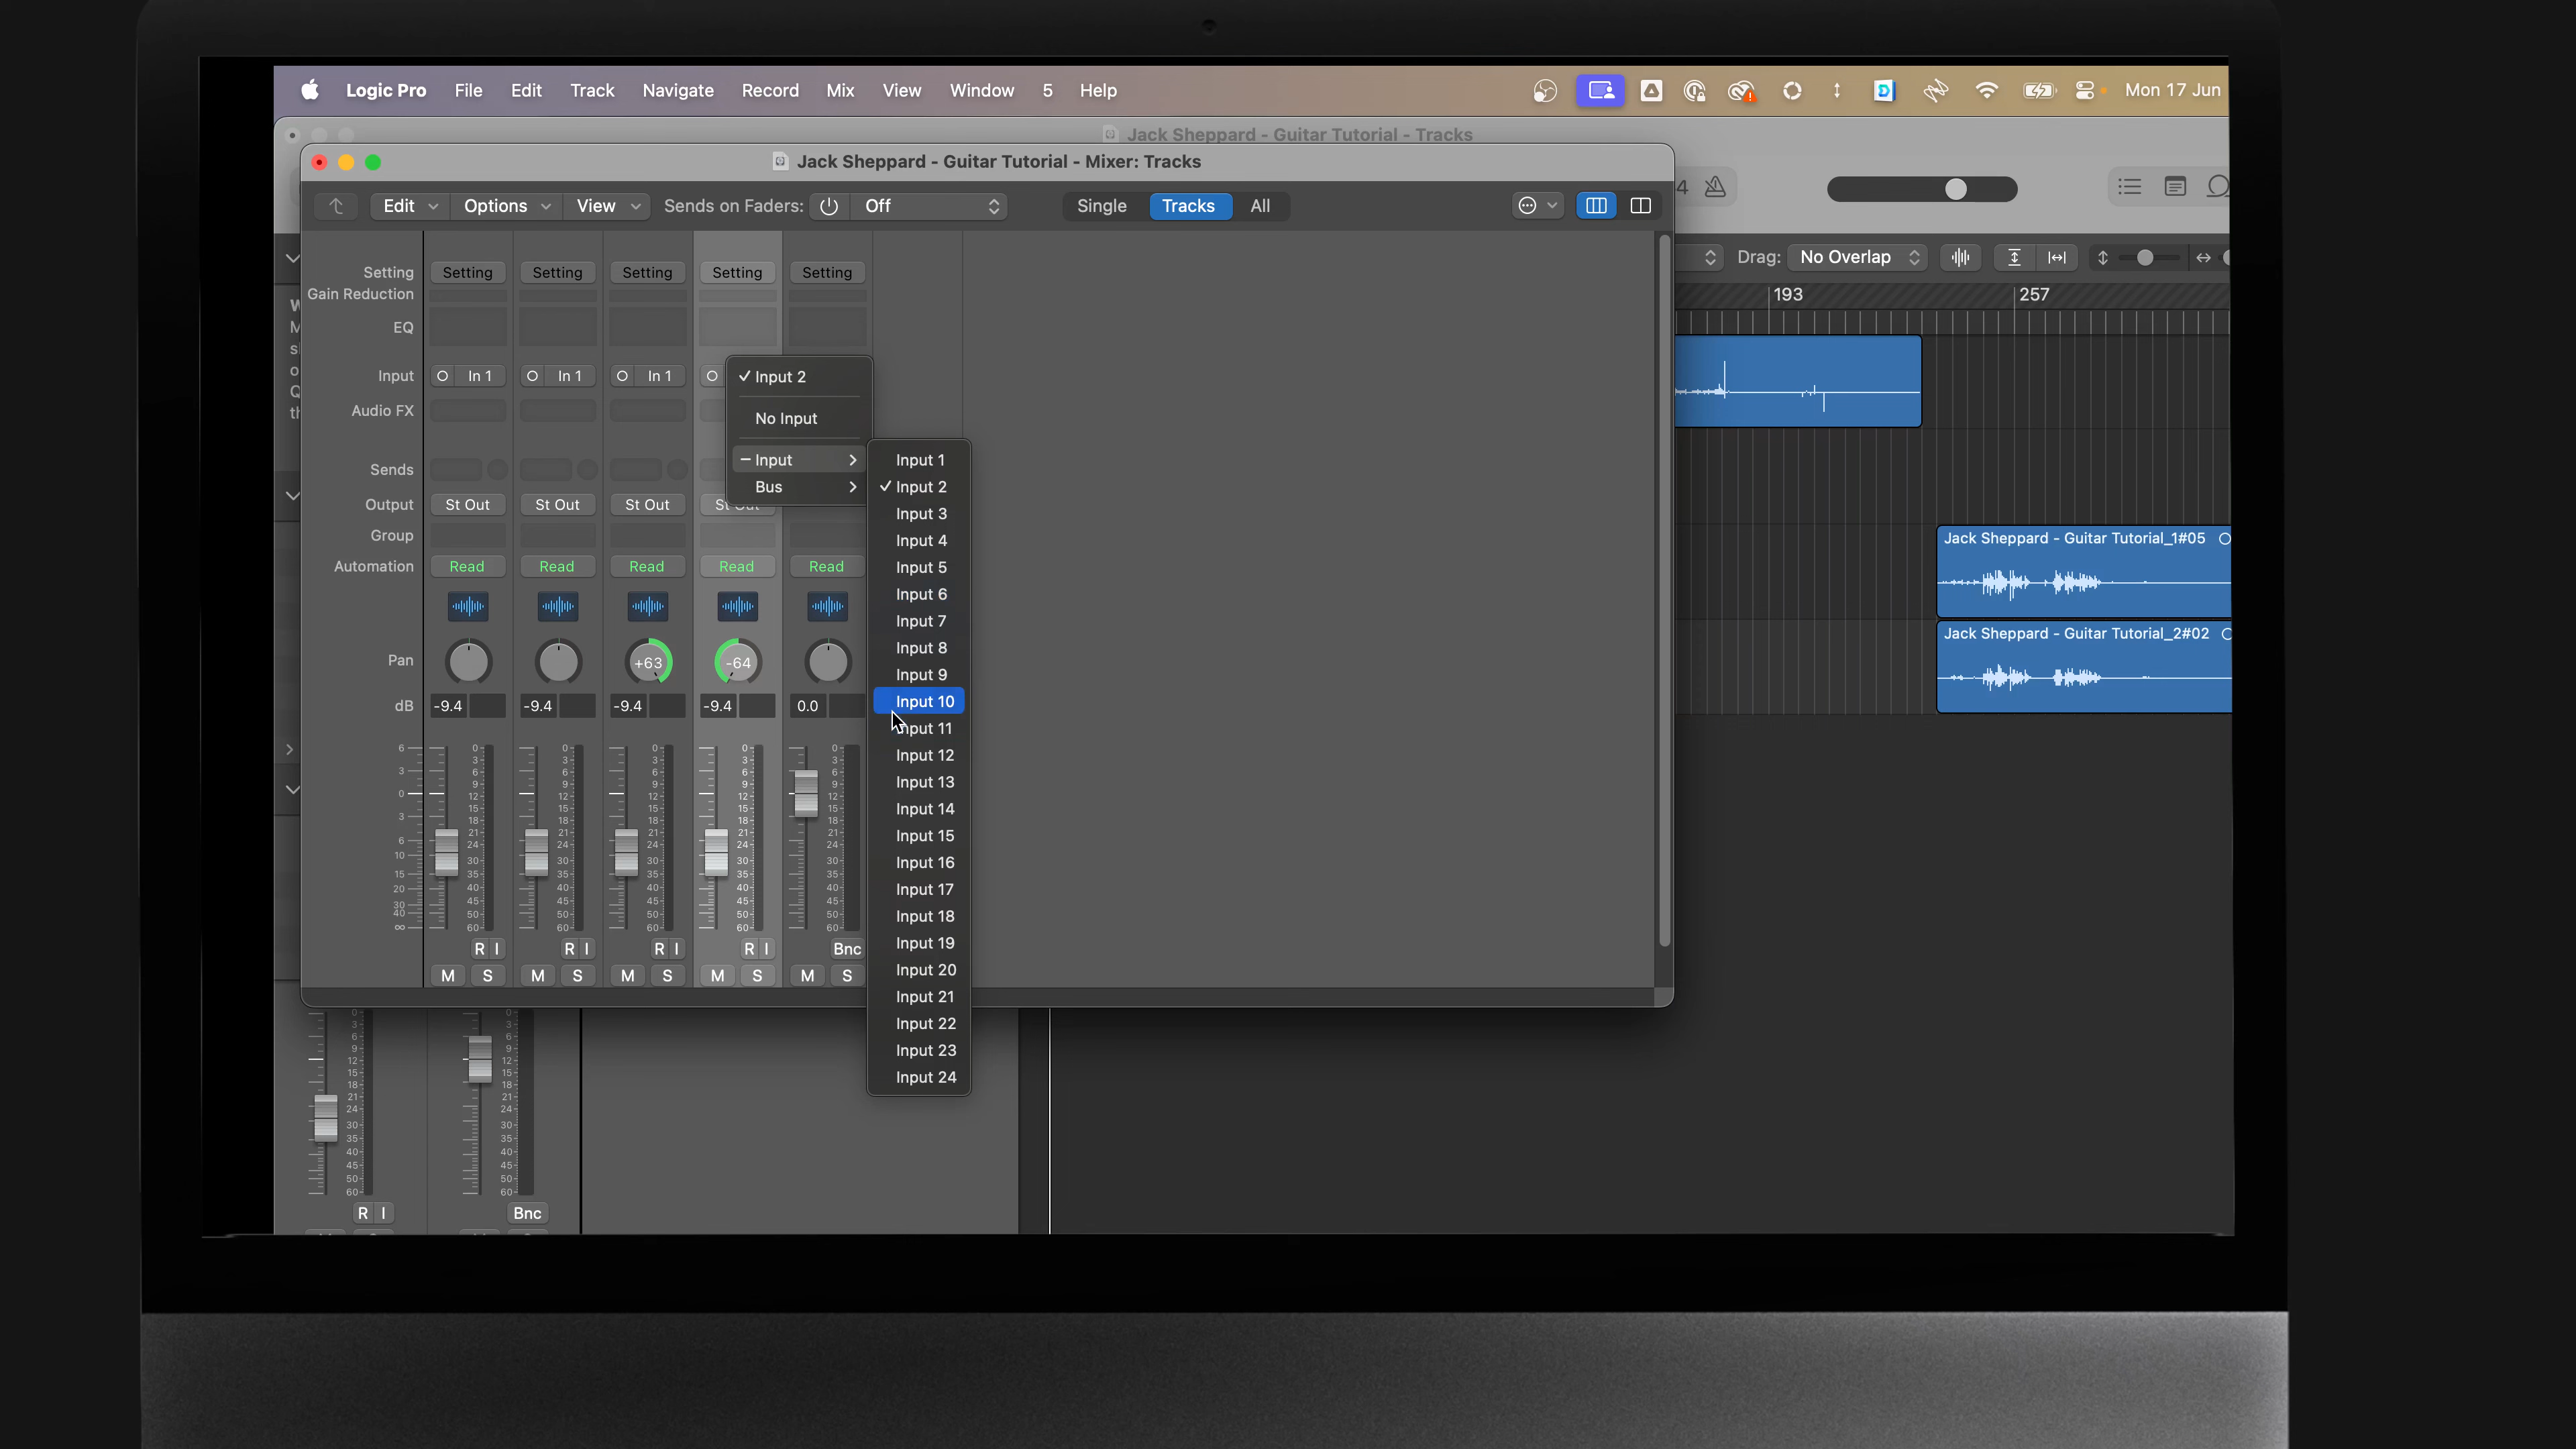 Logic Pro File Edit Track Navigate Record Mix View Window 5 Help Mon 17 Jun
Jack Sheppard - Guitar Tutorial - Tracks
Jack Sheppard - Guitar Tutorial - Mixer: Tracks
Edit Options View Sends on Faders: Off Single Tracks All
Drag: No Overlap
193 257
Setting Setting Setting Setting Setting Setting
Gain Reduction
EQ
Input In 1 In 1 In 1
Audio FX
Sends
Output St Out St Out St Out
Group
Automation Read Read Read Read Read
Pan +63 -64
dB -9.4 -9.4 -9.4 -9.4 0.0
✓ Input 2
No Input
– Input
Bus
Input 1
✓ Input 2
Input 3
Input 4
Input 5
Input 6
Input 7
Input 8
Input 9
Input 10
Input 11
Input 12
Input 13
Input 14
Input 15
Input 16
Input 17
Input 18
Input 19
Input 20
Input 21
Input 22
Input 23
Input 24
Jack Sheppard - Guitar Tutorial_1#05
Jack Sheppard - Guitar Tutorial_2#02
R I R I R I R I Bnc
M S M S M S M S M S
R I Bnc